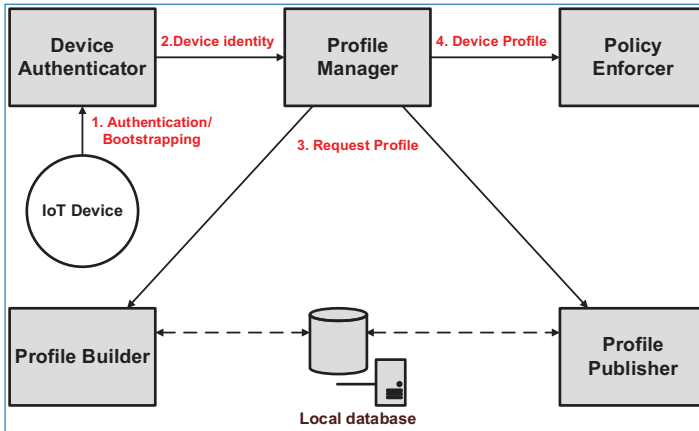 Device
Authenticator
2.Device identity
Profile
Manager
4. Device Profile
Policy
Enforcer
1. Authentication/
Bootstrapping
3. Request Profile
IoT Device
Profile Builder
Profile
Publisher
Local database